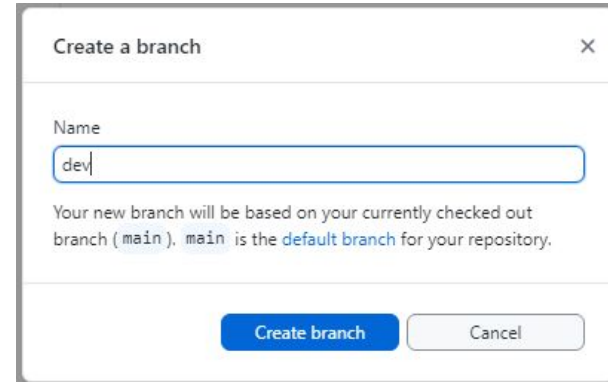 Create a branch
Name
dev
Your new branch will be based on your currently checked out
branch ( main ). main is the default branch for your repository.
Create branch
Cancel